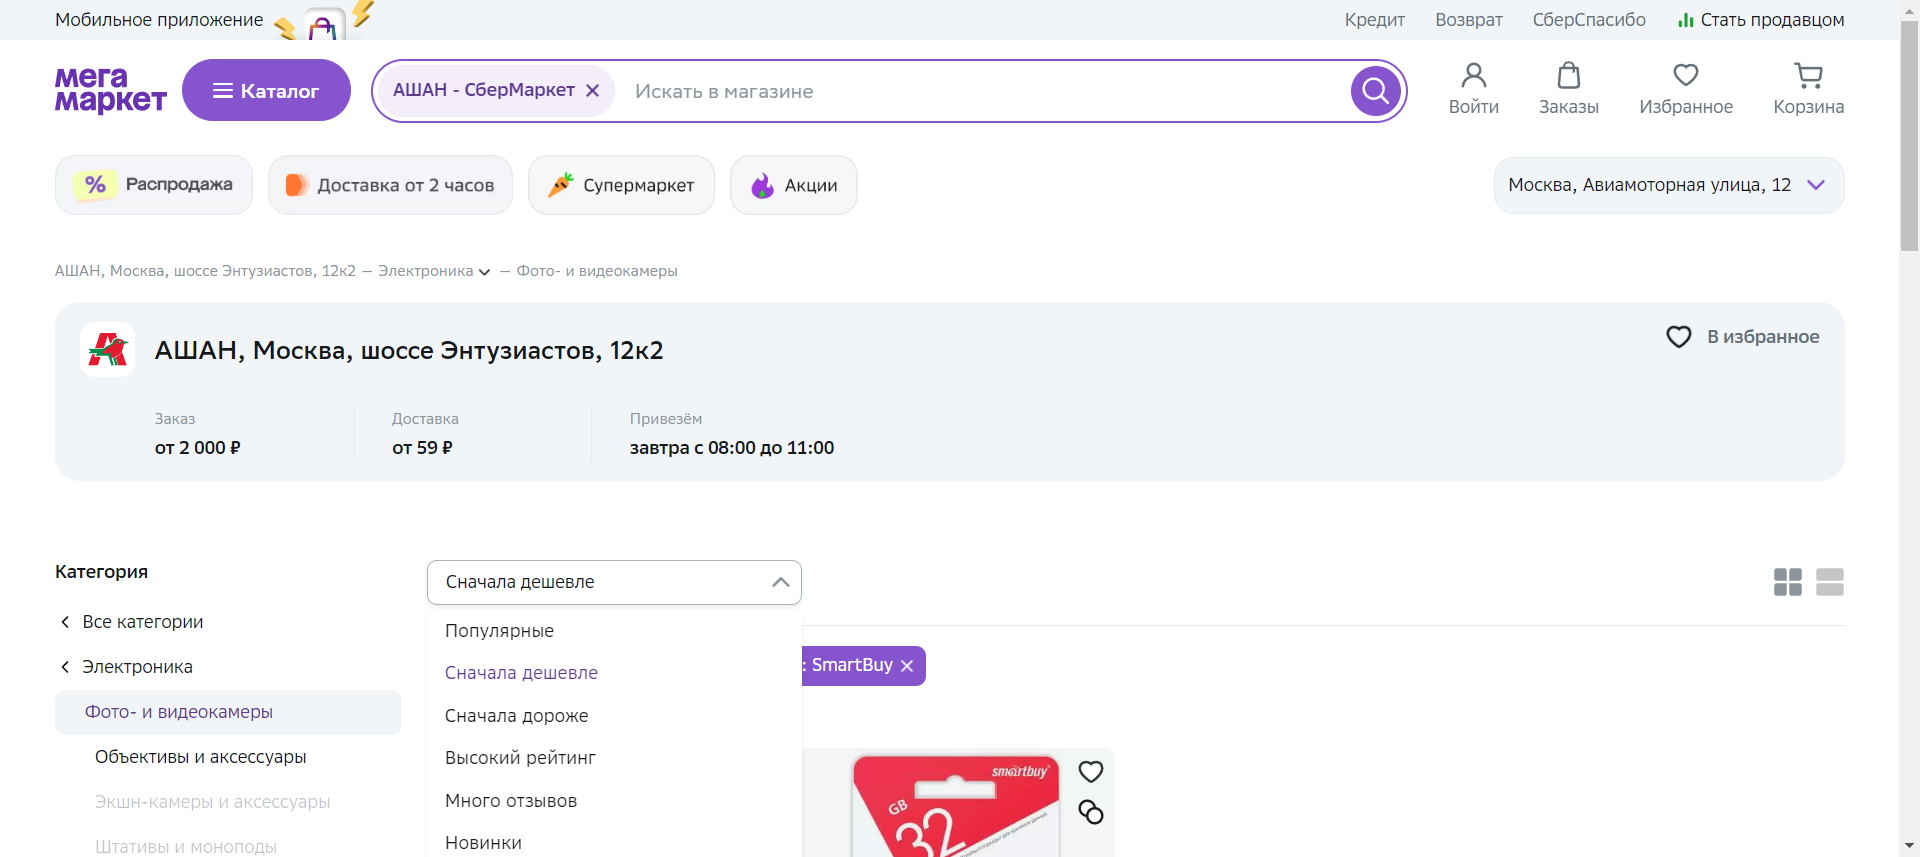 Мобильное приложение
Кредит Возврат СберСпасибо Стать продавцом
мега
маркет
Каталог
АШАН - СберМаркет Искать в магазине
Войти Заказы Избранное Корзина
% Распродажа Доставка от 2 часов Супермаркет Акции
Москва, Авиамоторная улица, 12
АШАН, Москва, шоссе Энтузиастов, 12к2 — Электроника — Фото- и видеокамеры
АШАН, Москва, шоссе Энтузиастов, 12к2
В избранное
Заказ Доставка Привезём
от 2 000 ₽ от 59 ₽ завтра с 08:00 до 11:00
Категория
Все категории
Электроника
Фото- и видеокамеры
Объективы и аксессуары
Экшн-камеры и аксессуары
Штативы и моноподы
Сначала дешевле
Популярные
Сначала дешевле
Сначала дороже
Высокий рейтинг
Много отзывов
Новинки
: SmartBuy
smartbuy
GB
32